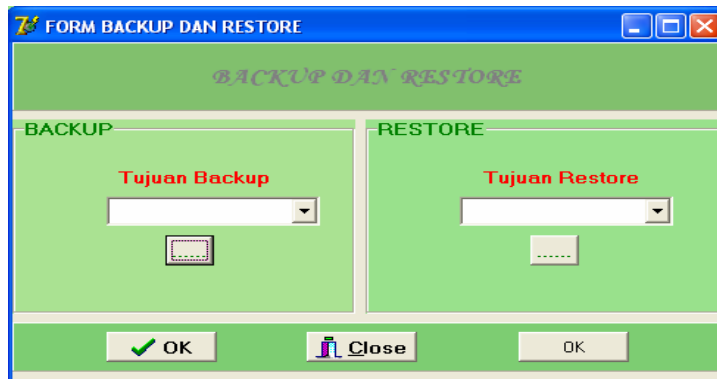 FORM BACKUP DAN RESTORE
BACKUP DAN RESTORE
BACKUP
RESTORE
Tujuan Backup
Tujuan Restore
......
......
OK
Close
OK